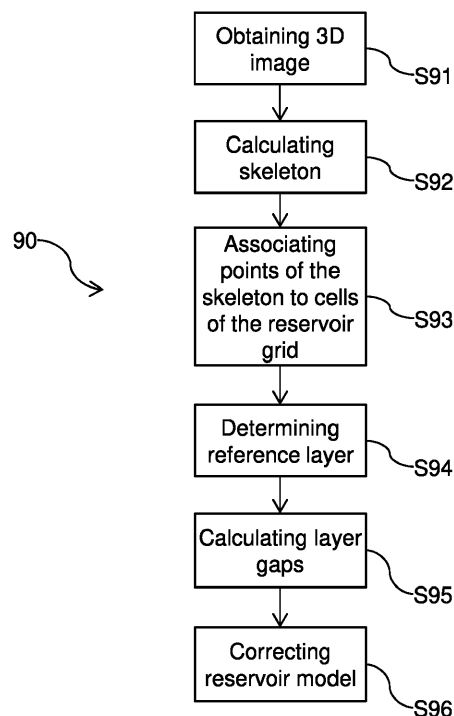 Obtaining 3D
image
S91
Calculating
skeleton
S92
90
Associating
points of the
skeleton to cells
of the reservoir
grid
S93
Determining
reference layer
S94
Calculating layer
gaps
S95
Correcting
reservoir model
S96